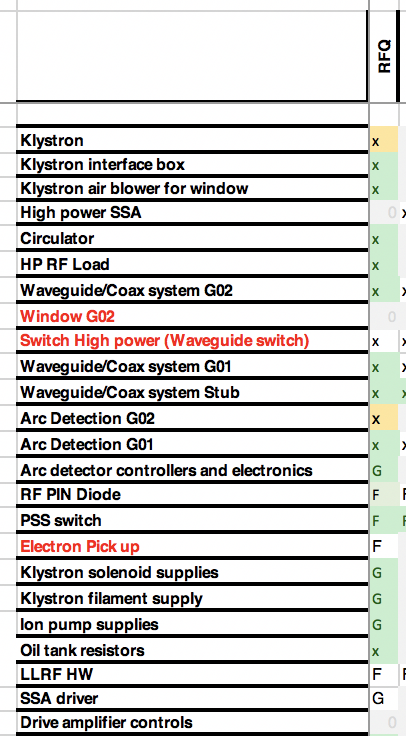 RFQ
Klystron x
Klystron interface box x
Klystron air blower for window x
High power SSA 0
Circulator x
HP RF Load x
Waveguide/Coax system G02 x
Window G02 0
Switch High power (Waveguide switch) x
Waveguide/Coax system G01 x
Waveguide/Coax system Stub x
Arc Detection G02 x
Arc Detection G01 x
Arc detector controllers and electronics G
RF PIN Diode F
PSS switch F
Electron Pick up F
Klystron solenoid supplies G
Klystron filament supply G
Ion pump supplies G
Oil tank resistors x
LLRF HW F
SSA driver G
Drive amplifier controls 0